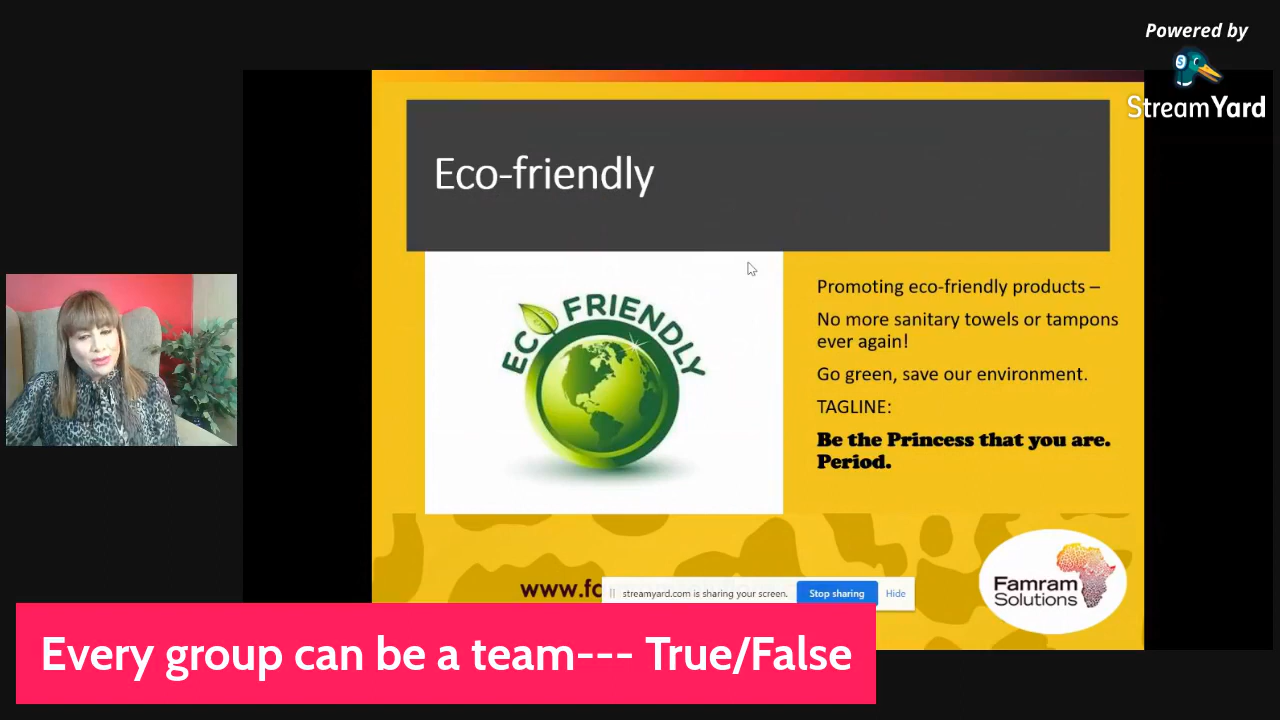 Powered by
StreamYard
Eco-friendly
ECO FRIENDLY
Promoting eco-friendly products –
No more sanitary towels or tampons
ever again!
Go green, save our environment.
TAGLINE:
Be the Princess that you are.
Period.
Famram
Solutions
streamyard.com is sharing your screen.
Stop sharing
Hide
Every group can be a team--- True/False